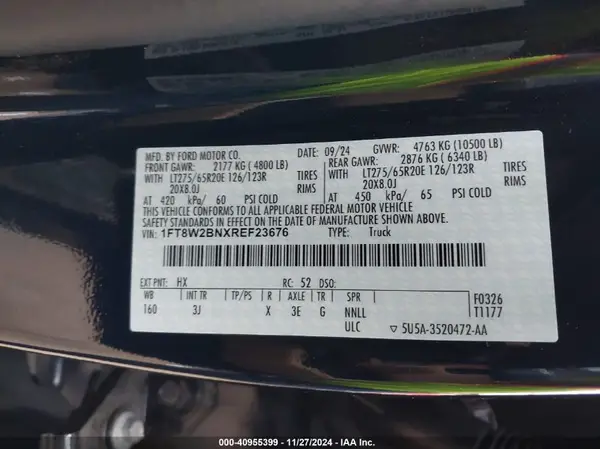 MFD. BY FORD MOTOR CO.
DATE: 09/24 GVWR: 4763 KG (10500 LB)
FRONT GAWR: 2177 KG ( 4800 LB) REAR GAWR: 2876 KG ( 6340 LB)
WITH LT275/65R20E 126/123R TIRES WITH LT275/65R20E 126/123R TIRES
20X8.0J RIMS 20X8.0J RIMS
AT 420 kPa/ 60 PSI COLD AT 450 kPa/ 65 PSI COLD
THIS VEHICLE CONFORMS TO ALL APPLICABLE FEDERAL MOTOR VEHICLE
SAFETY STANDARDS IN EFFECT ON THE DATE OF MANUFACTURE SHOWN ABOVE.
VIN: 1FT8W2BNXREF23676 TYPE: Truck
EXT PNT: HX RC: 52 DSO:
WB INT TR TP/PS R AXLE TR SPR F0326
160 3J X 3E G NNLL T1177
ULC ▽ 5U5A-3520472-AA
000-40955399 - 11/27/2024 - IAA Inc.